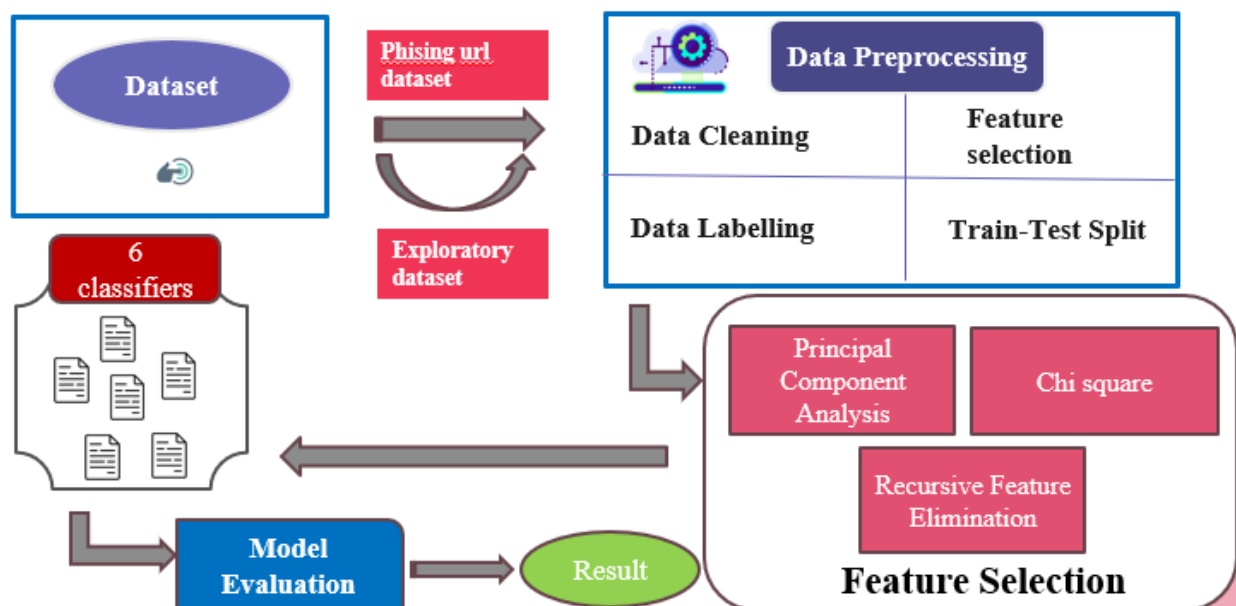 Dataset
Phising url
dataset
Exploratory
dataset
Data Preprocessing
Data Cleaning
Feature
selection
Data Labelling
Train-Test Split
Principal
Component
Analysis
Chi square
Recursive Feature
Elimination
Feature Selection
6
classifiers
Model
Evaluation
Result